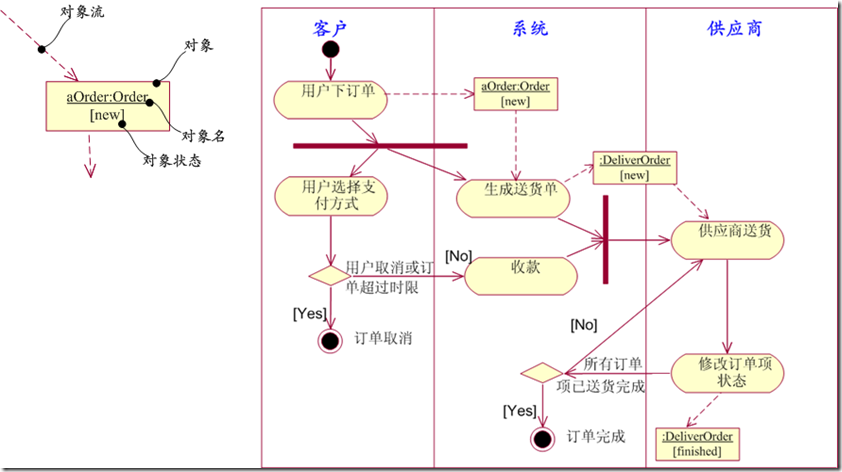 对象流
对象
aOrder:Order
[new]
对象名
对象状态
客户
系统
供应商
用户下订单
aOrder:Order
[new]
用户选择支
付方式
生成送货单
:DeliverOrder
[new]
供应商送货
用户取消或订
单超过时限
[No]
收款
[Yes]
订单取消
[No]
所有订单
项已送货完成
修改订单项
状态
[Yes]
订单完成
:DeliverOrder
[finished]